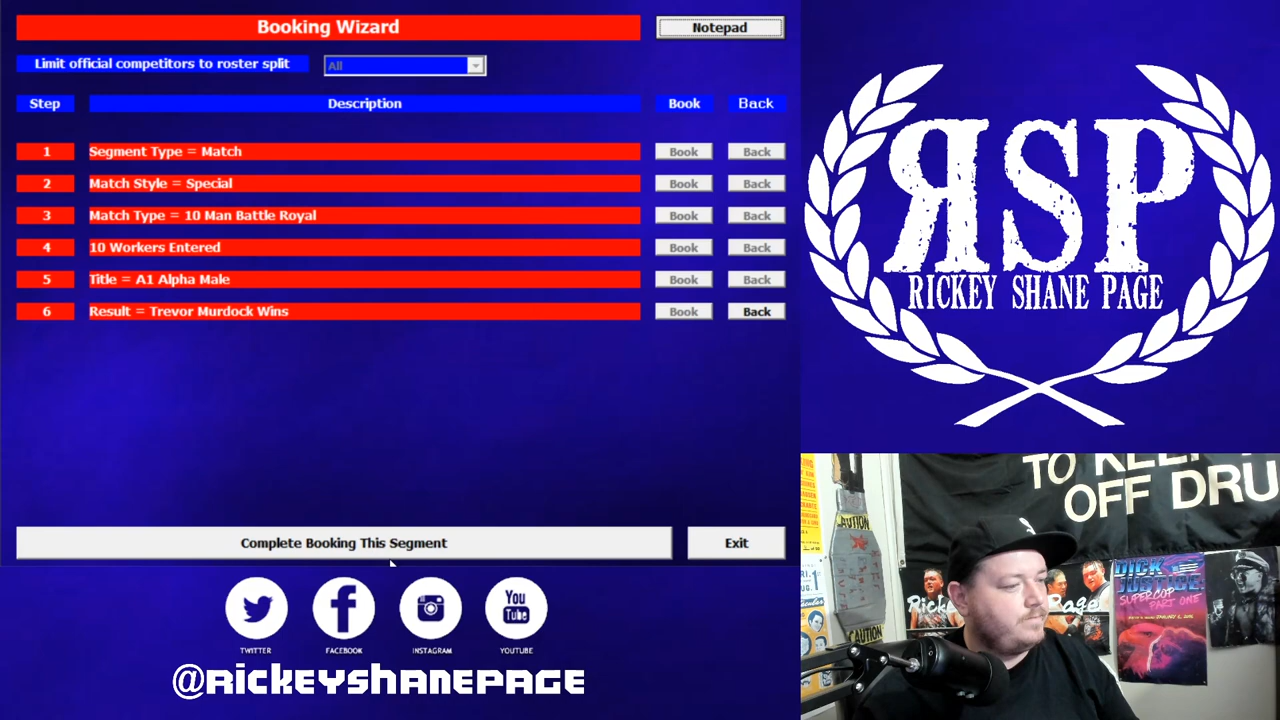 Booking Wizard
Notepad
Limit official competitors to roster split
All
Step Description Book Back
1 Segment Type = Match Book Back
2 Match Style = Special Book Back
3 Match Type = 10 Man Battle Royal Book Back
4 10 Workers Entered Book Back
5 Title = A1 Alpha Male Book Back
6 Result = Trevor Murdock Wins Book Back
Complete Booking This Segment
Exit
ЯSP
RICKEY SHANE PAGE
You
Tube
TWITTER
FACEBOOK
INSTAGRAM
YOUTUBE
@RICKEYSHANEPAGE
TO
OFF DRU
CAUTION
DICK
JUSTICE
SUPERCOP
PART ONE
CAUTION